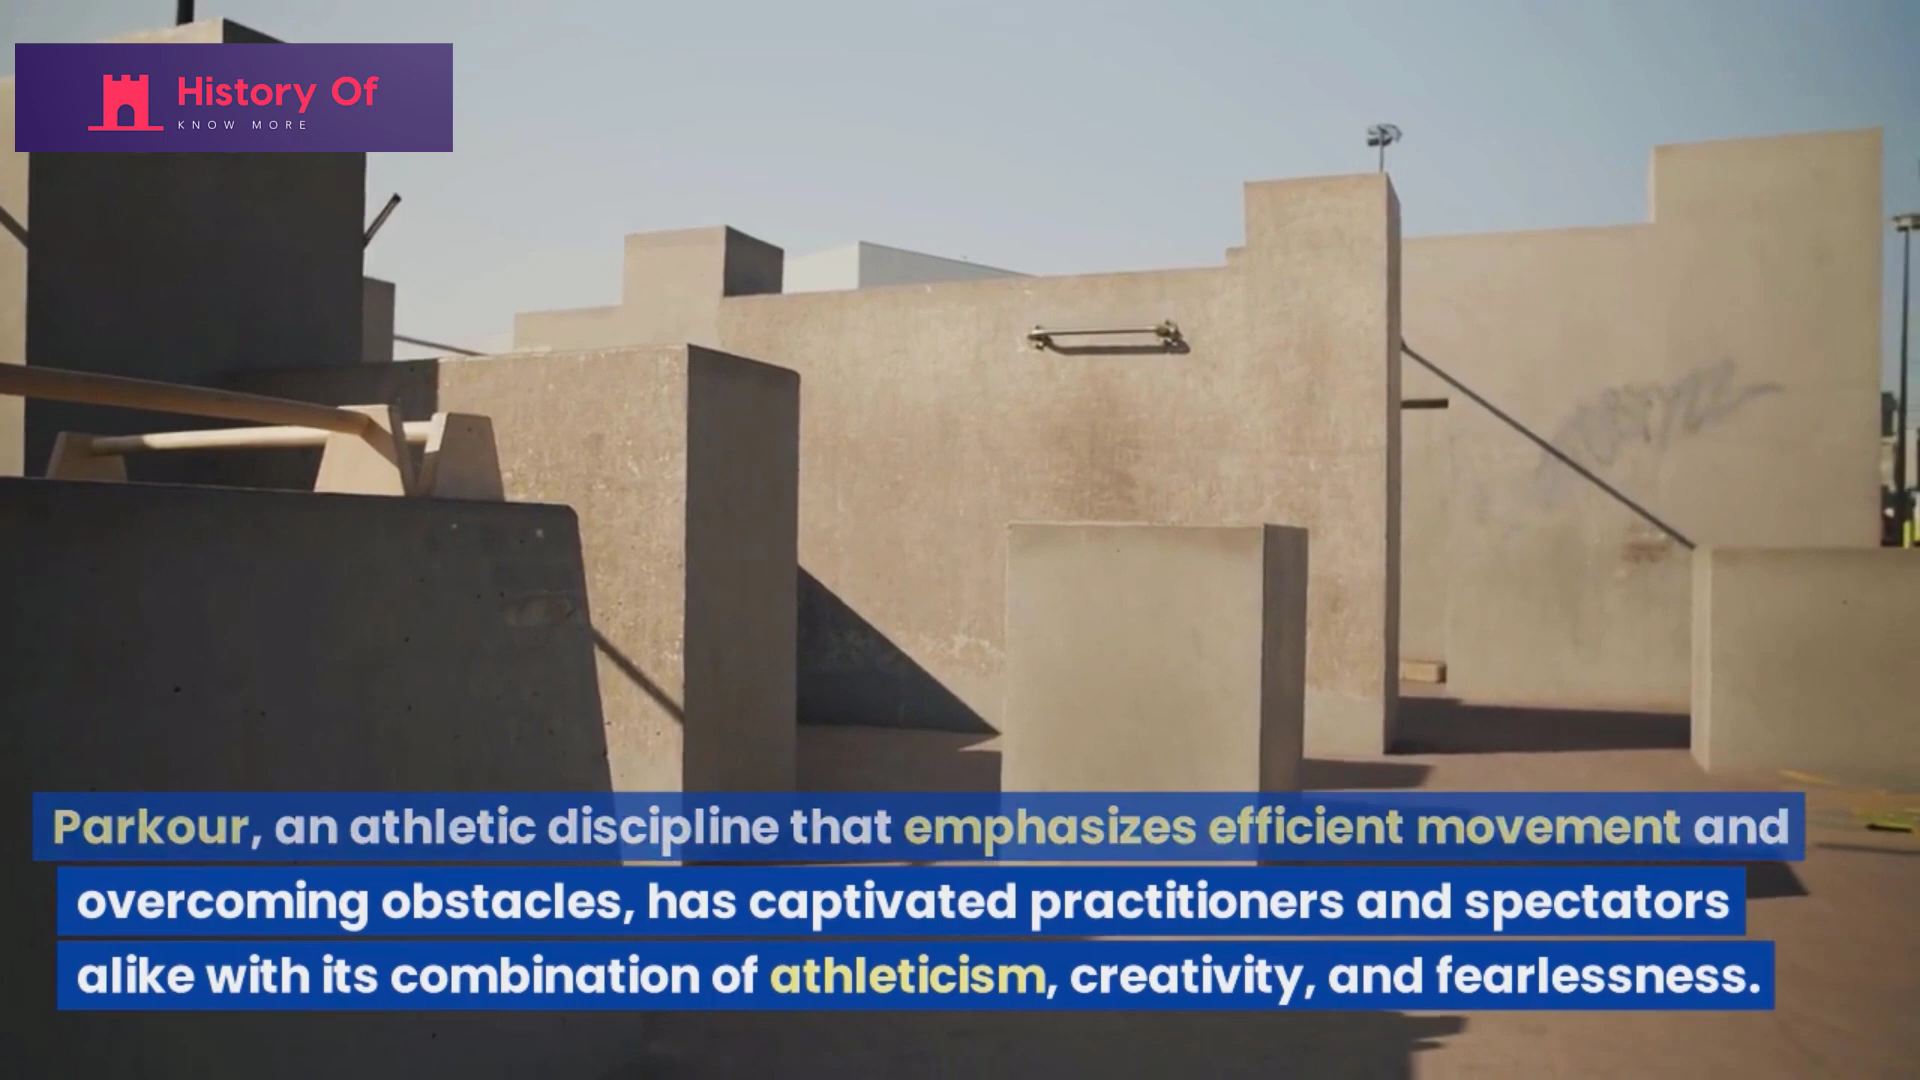 History Of
KNOW MORE
Parkour, an athletic discipline that emphasizes efficient movement and
overcoming obstacles, has captivated practitioners and spectators
alike with its combination of athleticism, creativity, and fearlessness.